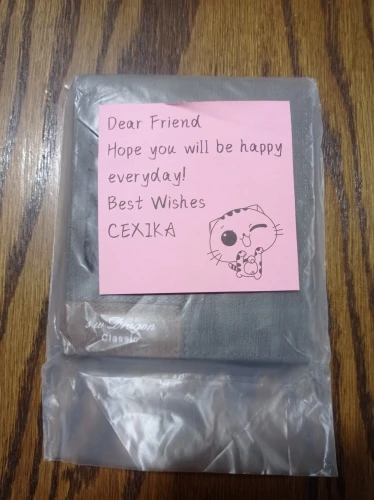 Dear Friend
Hope you will be happy
everyday!
Best Wishes
CEXIKA
Dragon
Classic